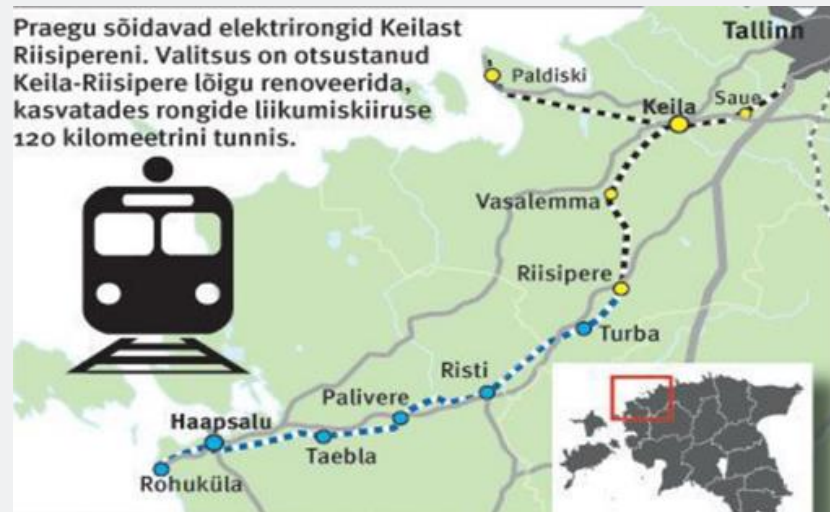 Praegu sõidavad elektrirongid Keilast
Riisipereni. Valitsus on otsustanud
Keila-Riisipere lõigu renoveerida,
kasvatades rongide liikumiskiiruse
120 kilomeetrini tunnis.
Tallinn
Paldiski
Keila
Saue
Vasalemma
Riisipere
Turba
Risti
Palivere
Haapsalu
Taebla
Rohuküla